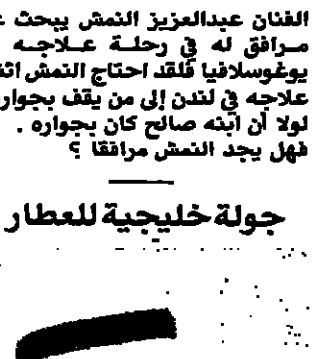 الفنان عبدالعزيز النمش يبحث
مرافق له في رحلة علاجه
يوغوسلافيا فلقد احتاج النمش
علاجه في لندن إلى من يقف بجوار
لولا أن ابنه صالح كان بجواره .
فهل يجد النمش مرافقا ؟
جولة خليجية للعطار